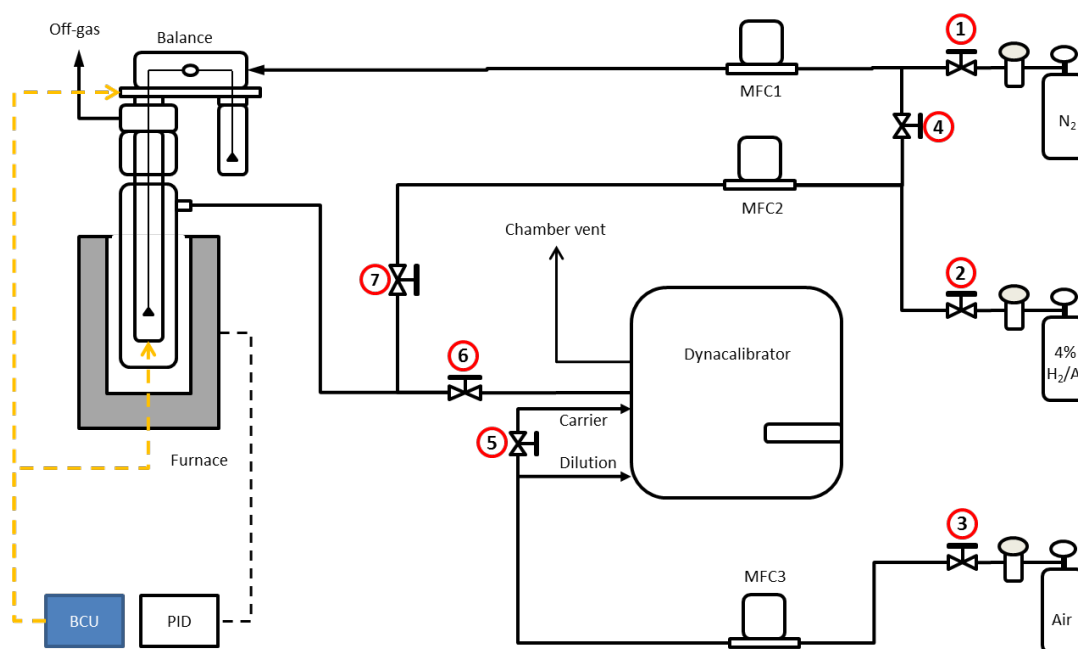 Off-gas
Balance
1
MFC1
N2
4
MFC2
Chamber vent
2
7
Dynacalibrator
4%
H2/A
6
Carrier
5
Furnace
Dilution
3
MFC3
BCU
PID
Air